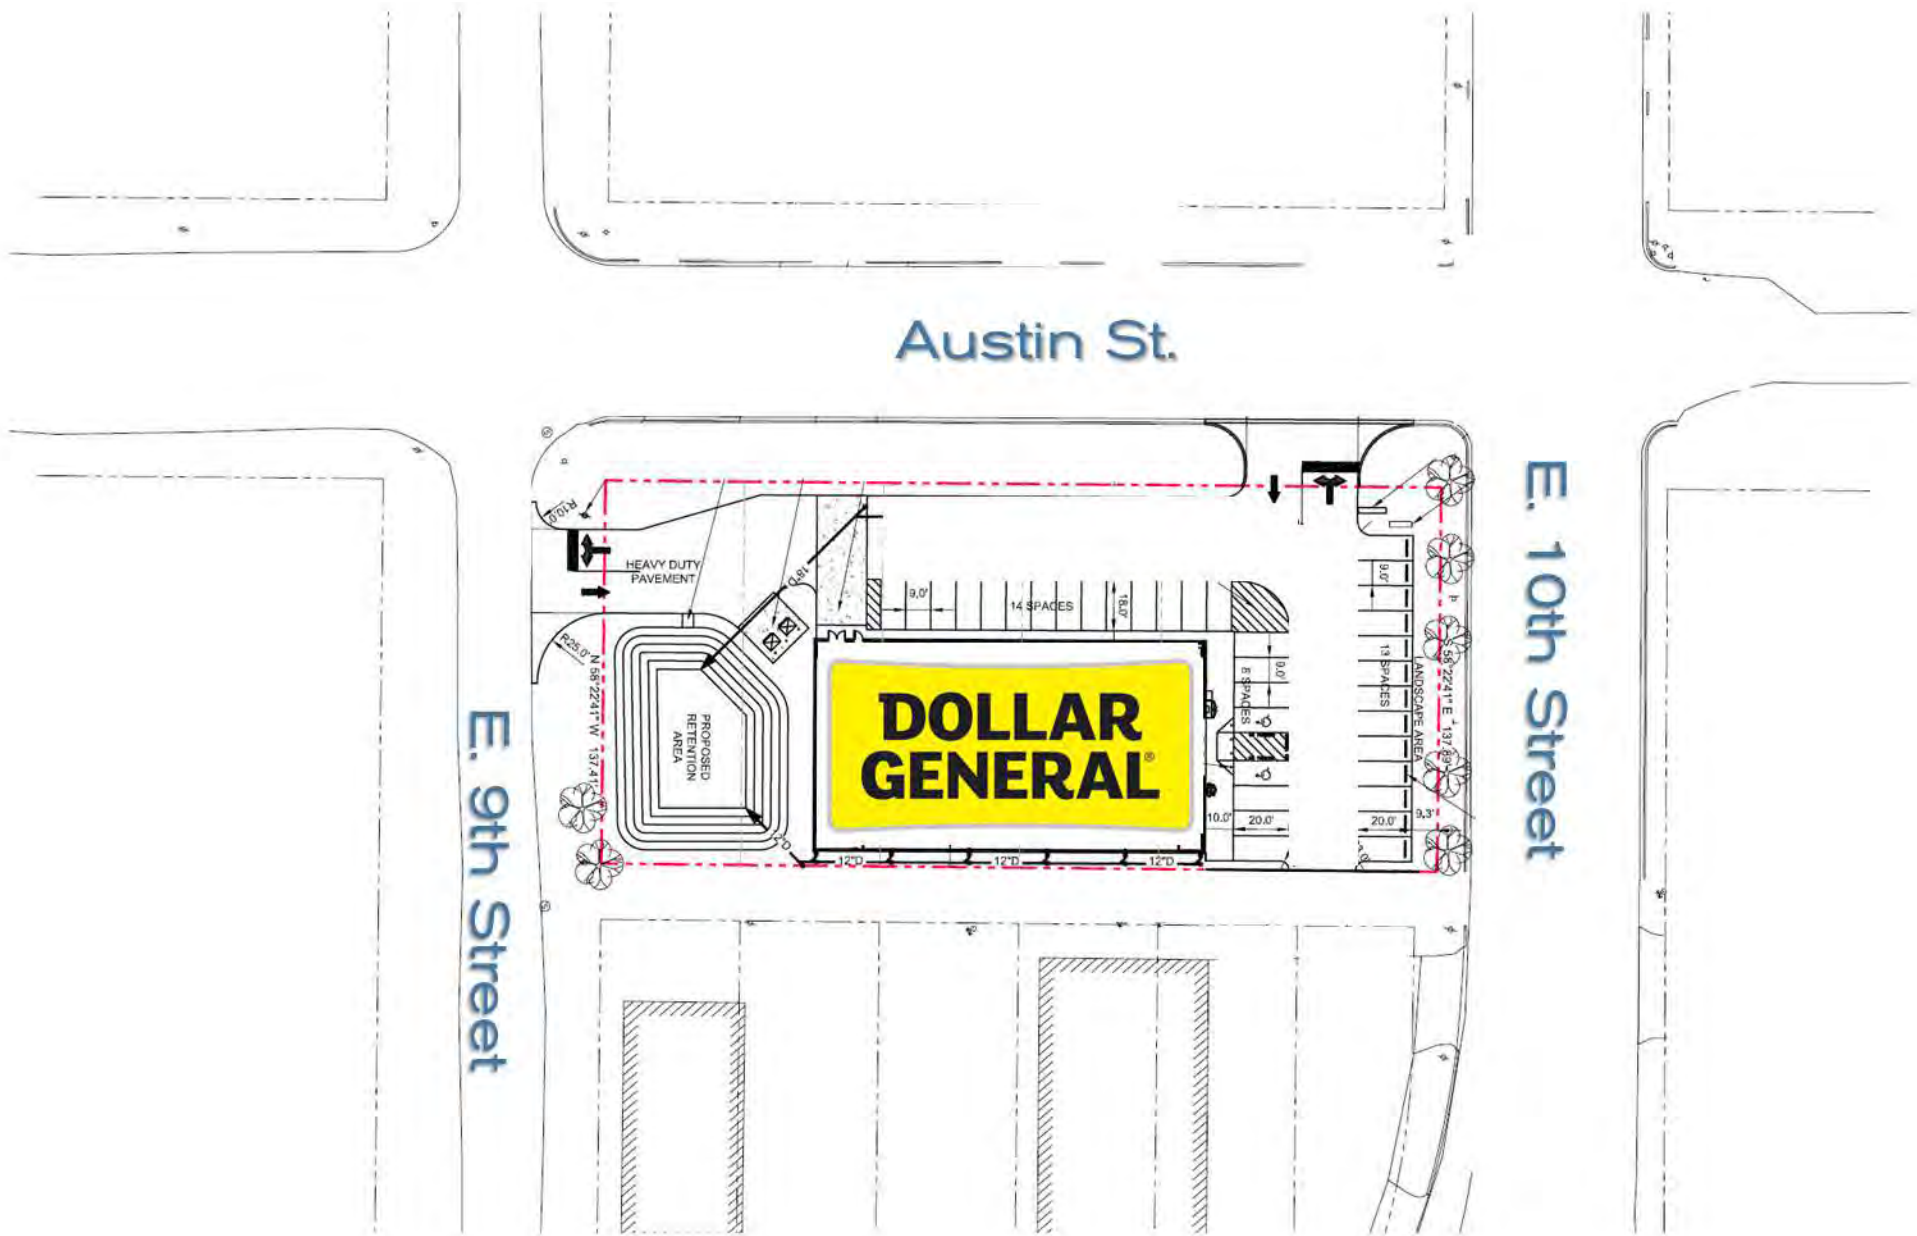 Austin St.
E. 10th Street
E. 9th Street
R10.0'
HEAVY DUTY
PAVEMENT
18"D
9.0'
14 SPACES
18.0'
9.0'
R25.0'
N 58°22'41" W 137.41'
PROPOSED
RETENTION
AREA
DOLLAR
GENERAL®
9.0'
8 SPACES
13 SPACES
LANDSCAPE AREA
S 58°22'41" E 137.89'
10.0'
20.0'
20.0'
9.3'
12"D
12"D
12"D
12"D